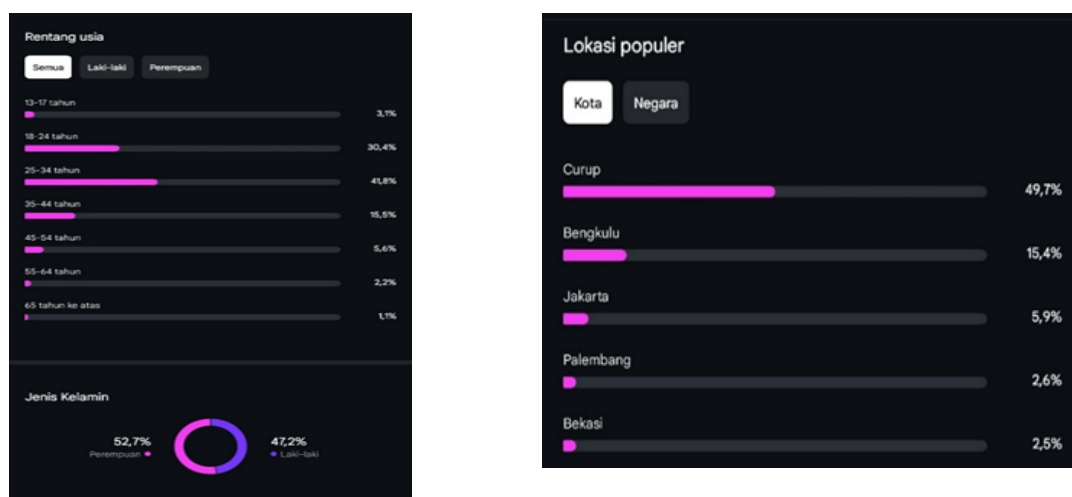 Rentang usia
Semua Laki-laki Perempuan
13-17 tahun
3,1%
18-24 tahun
30,4%
25-34 tahun
41,8%
35-44 tahun
15,5%
45-54 tahun
5,6%
55-64 tahun
2,2%
65 tahun ke atas
1,1%
Jenis Kelamin
52,7% 47,2%
Perempuan Laki-laki
Lokasi populer
Kota Negara
Curup
49,7%
Bengkulu
15,4%
Jakarta
5,9%
Palembang
2,6%
Bekasi
2,5%